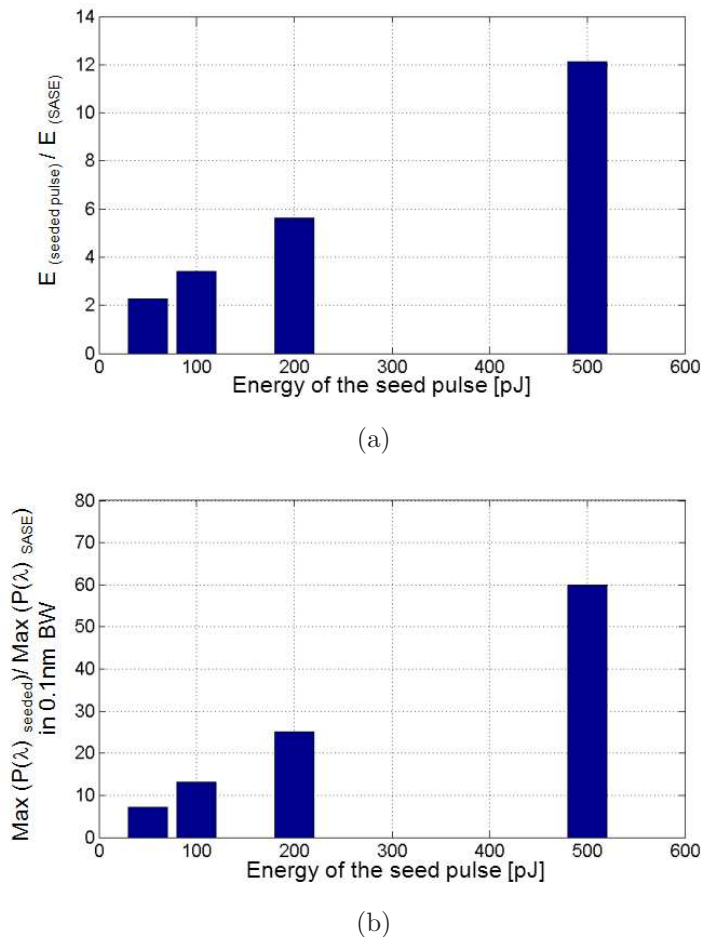 14
12
10
8
6
4
2
0
E (seeded pulse) / E (SASE)
0 100 200 300 400 500 600
Energy of the seed pulse [pJ]
(a)
80
70
60
50
40
30
20
10
0
Max (P(λ) seeded)/ Max (P(λ) SASE)
in 0.1nm BW
0 100 200 300 400 500 600
Energy of the seed pulse [pJ]
(b)